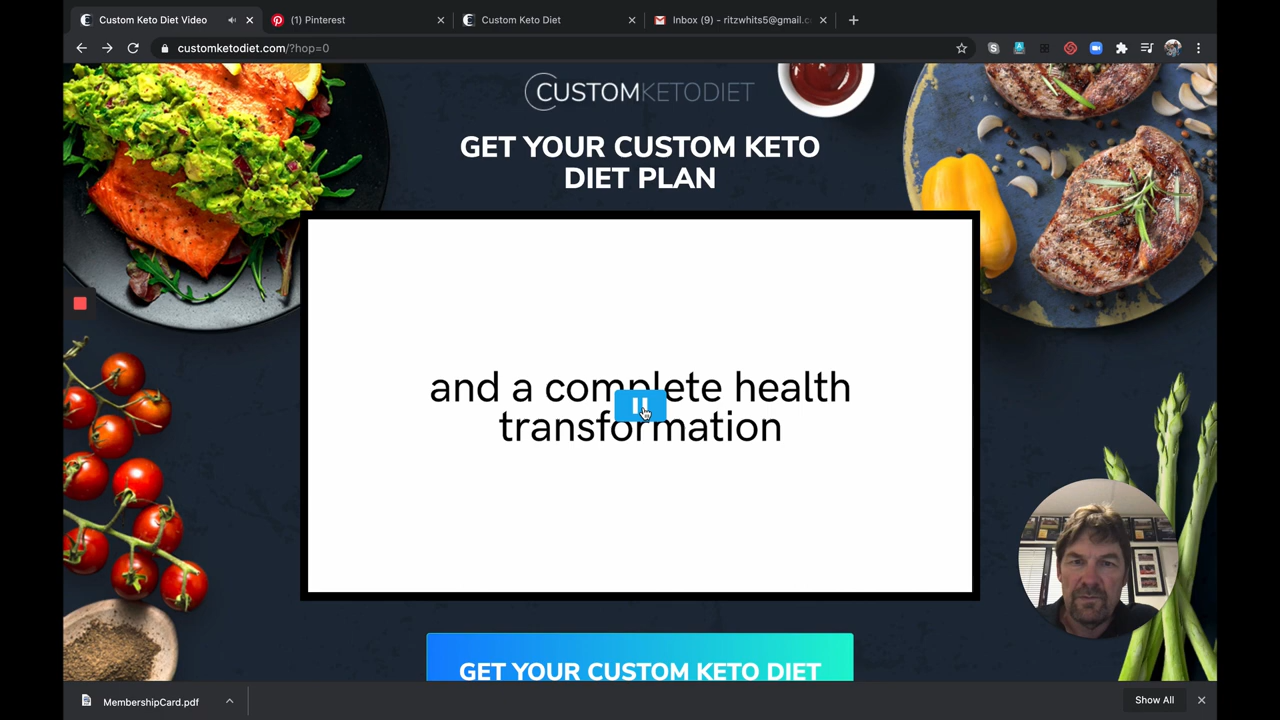 Custom Keto Diet Video
(1) Pinterest
Custom Keto Diet
Inbox (9) - ritzwhits5@gmail.c
customketodiet.com/?hop=0
CUSTOMKETODIET
GET YOUR CUSTOM KETO
DIET PLAN
and a complete health
transformation
GET YOUR CUSTOM KETO DIET
MembershipCard.pdf
Show All